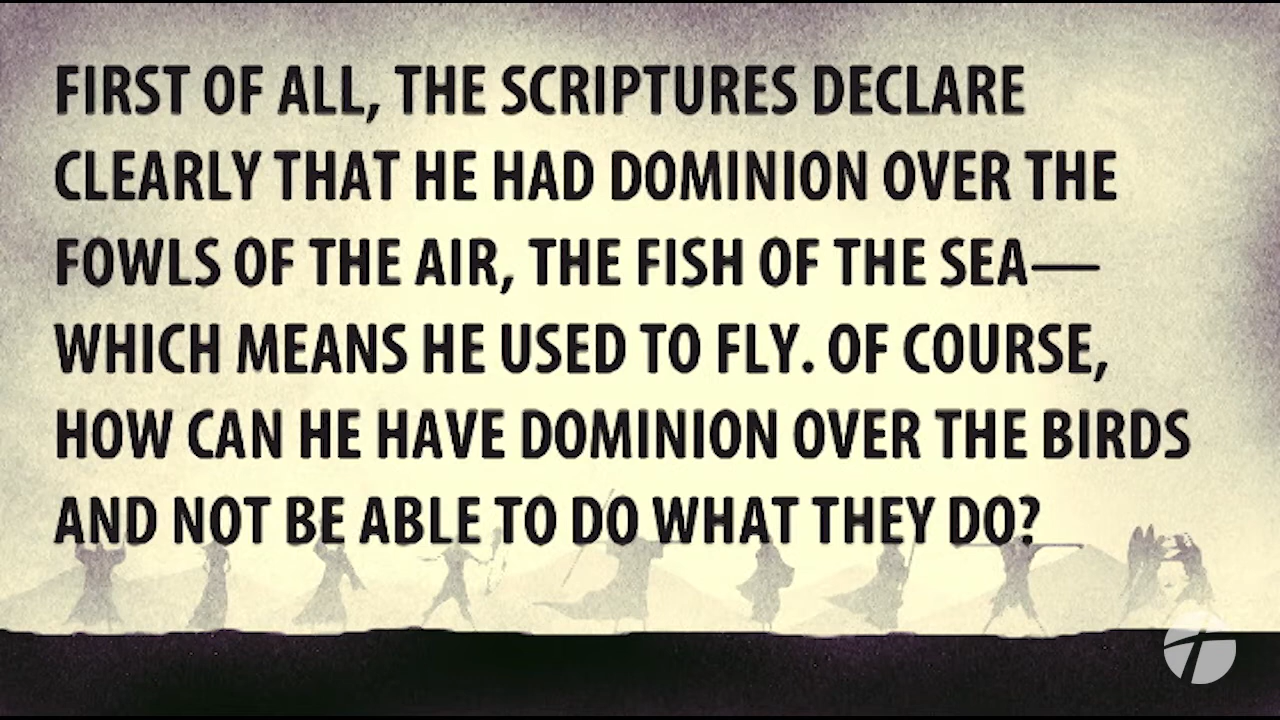 FIRST OF ALL, THE SCRIPTURES DECLARE
CLEARLY THAT HE HAD DOMINION OVER THE
FOWLS OF THE AIR, THE FISH OF THE SEA—
WHICH MEANS HE USED TO FLY. OF COURSE,
HOW CAN HE HAVE DOMINION OVER THE BIRDS
AND NOT BE ABLE TO DO WHAT THEY DO?